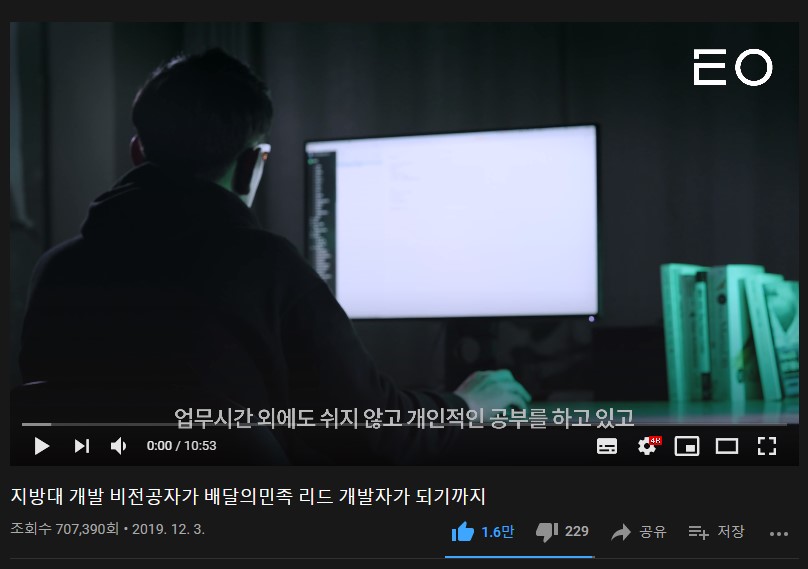 EO
업무시간 외에도 쉬지 않고 개인적인 공부를 하고 있고
0:00 / 10:53
4K
지방대 개발 비전공자가 배달의민족 리드 개발자가 되기까지
조회수 707,390회 • 2019. 12. 3.
1.6만 229 공유 저장